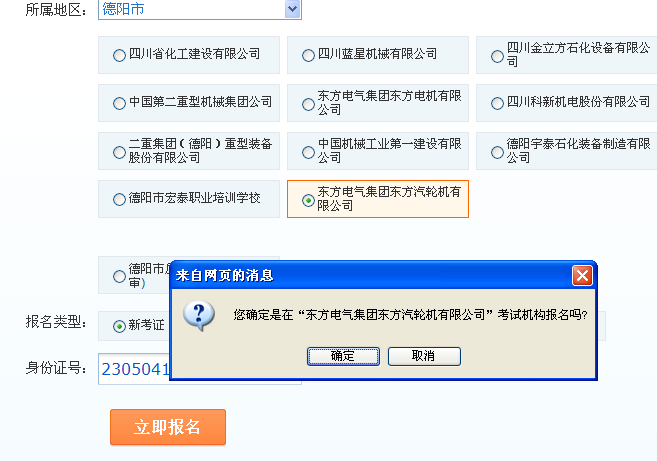 所属地区：
德阳市
四川省化工建设有限公司
四川蓝星机械有限公司
四川金立方石化设备有限公
司
中国第二重型机械集团公司
东方电气集团东方电机有限
公司
四川科新机电股份有限公司
二重集团（德阳）重型装备
股份有限公司
中国机械工业第一建设有限
公司
德阳宇泰石化装备制造有限
公司
德阳市宏泰职业培训学校
东方电气集团东方汽轮机有
限公司
德阳市
审）
来自网页的消息
您确定是在“东方电气集团东方汽轮机有限公司”考试机构报名吗?
确定
取消
报名类型：
新考证
身份证号：
2305041
立即报名